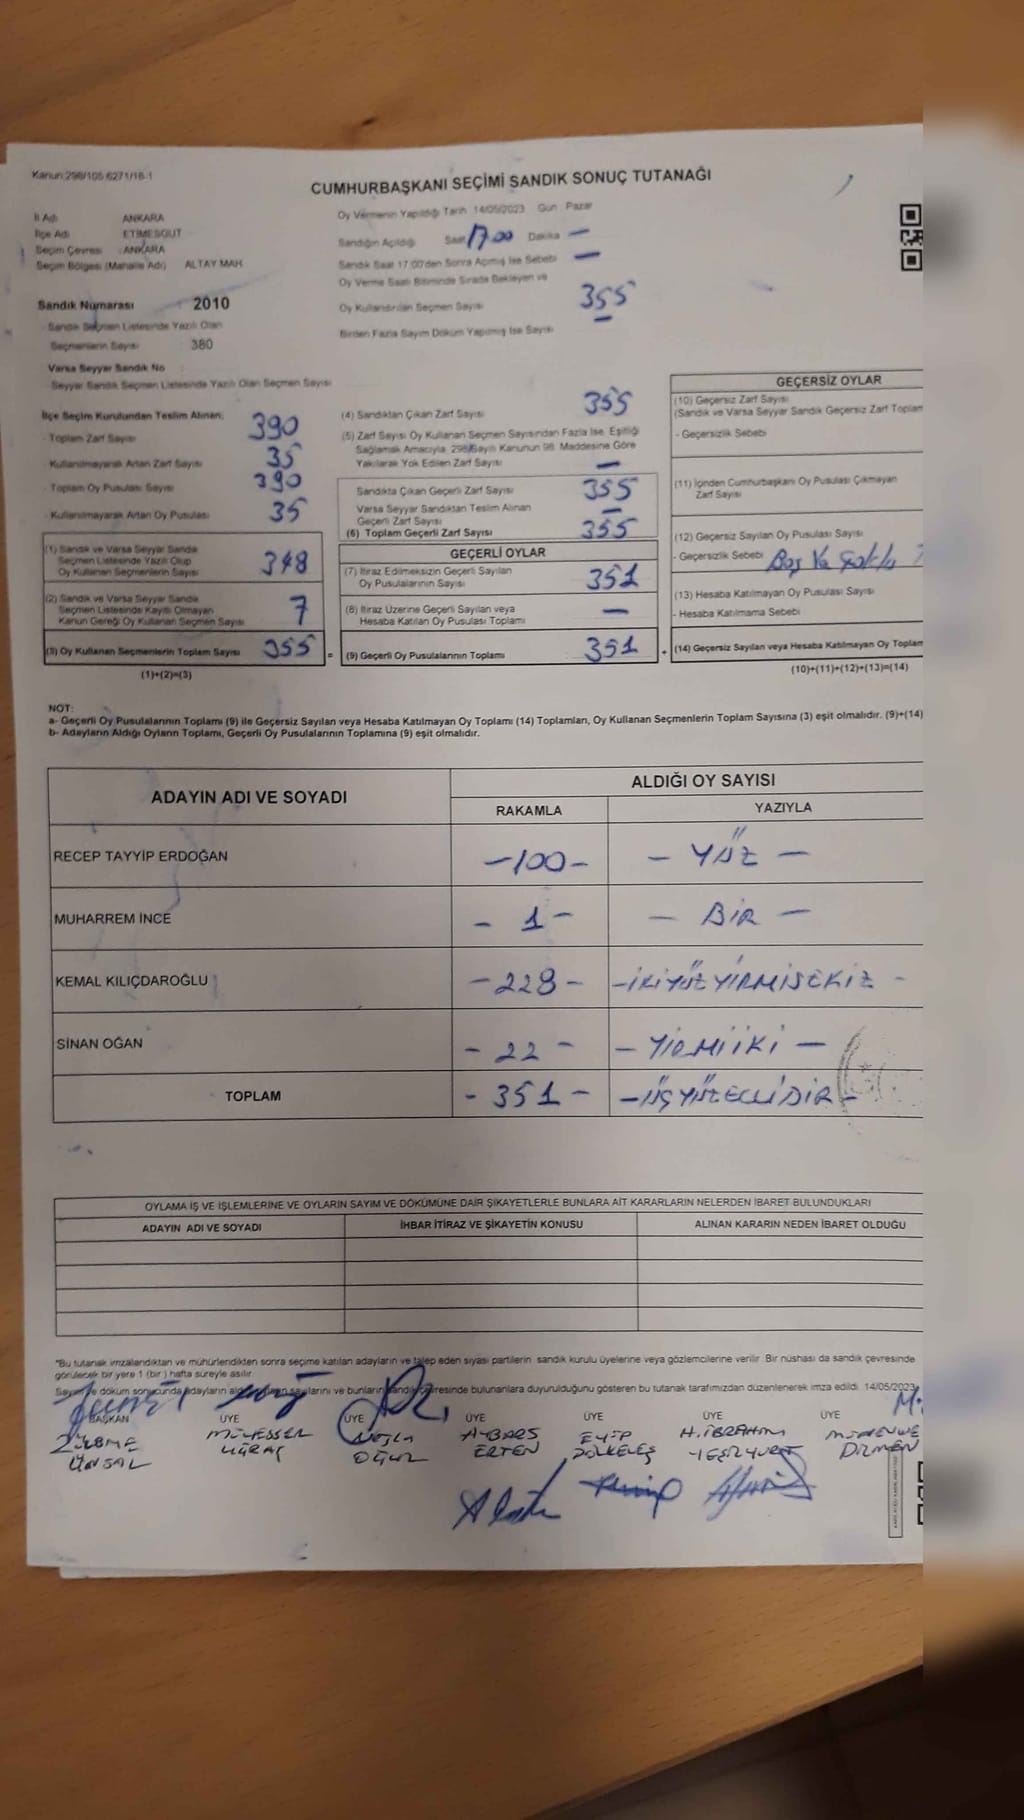 Kanun:298/105 6271/16-1
CUMHURBAŞKANI SEÇİMİ SANDIK SONUÇ TUTANAĞI
İl Adı ANKARA
İlçe Adı ETİMESGUT
Seçim Çevresi ANKARA
Seçim Bölgesi (Mahalle Adı) ALTAY MAH
Oy Vermenin Yapıldığı Tarih 14/05/2023 Gün Pazar
Sandığın Açıldığı Saat 17.00 Dakika —
Sandık Saat 17:00'den Sonra Açılmış İse Sebebi —
Oy Verme Saati Bitiminde Sırada Bekleyen ve
Oy Kullandırılan Seçmen Sayısı 355
Birden Fazla Sayım Döküm Yapılmış İse Sayısı —
Sandık Numarası 2010
Sandık Seçmen Listesinde Yazılı Olan
Seçmenlerin Sayısı 380
Varsa Seyyar Sandık No
Seyyar Sandık Seçmen Listesinde Yazılı Olan Seçmen Sayısı
İlçe Seçim Kurulundan Teslim Alınan:
- Toplam Zarf Sayısı 390
- Kullanılmayarak Artan Zarf Sayısı 35
- Toplam Oy Pusulası Sayısı 390
- Kullanılmayarak Artan Oy Pusulası 35
(1) Sandık ve Varsa Seyyar Sandık
Seçmen Listesinde Yazılı Olup
Oy Kullanan Seçmenlerin Sayısı 348
(2) Sandık ve Varsa Seyyar Sandık
Seçmen Listesinde Kayıtlı Olmayan
Kanun Gereği Oy Kullanan Seçmen Sayısı 7
(3) Oy Kullanan Seçmenlerin Toplam Sayısı 355 =
(1)+(2)=(3)
(4) Sandıktan Çıkan Zarf Sayısı 355
(5) Zarf Sayısı Oy Kullanan Seçmen Sayısından Fazla İse, Eşitliği
Sağlamak Amacıyla 298 Sayılı Kanunun 98. Maddesine Göre
Yakılarak Yok Edilen Zarf Sayısı —
Sandıkta Çıkan Geçerli Zarf Sayısı 355
Varsa Seyyar Sandıktan Teslim Alınan
Geçerli Zarf Sayısı —
(6) Toplam Geçerli Zarf Sayısı 355
GEÇERLİ OYLAR
(7) İtiraz Edilmeksizin Geçerli Sayılan
Oy Pusulalarının Sayısı 351
(8) İtiraz Üzerine Geçerli Sayılan veya
Hesaba Katılan Oy Pusulası Toplamı —
(9) Geçerli Oy Pusulalarının Toplamı 351 +
GEÇERSİZ OYLAR
(10) Geçersiz Zarf Sayısı
(Sandık ve Varsa Seyyar Sandık Geçersiz Zarf Toplam
- Geçersizlik Sebebi
(11) İçinden Cumhurbaşkanı Oy Pusulası Çıkmayan
Zarf Sayısı
(12) Geçersiz Sayılan Oy Pusulası Sayısı
- Geçersizlik Sebebi Boş Ya
(13) Hesaba Katılmayan Oy Pusulası Sayısı
- Hesaba Katılmama Sebebi
(14) Geçersiz Sayılan veya Hesaba Katılmayan Oy Toplam
(10)+(11)+(12)+(13)=(14)
NOT:
a- Geçerli Oy Pusulalarının Toplamı (9) ile Geçersiz Sayılan veya Hesaba Katılmayan Oy Toplamı (14) Toplamları, Oy Kullanan Seçmenlerin Toplam Sayısına (3) eşit olmalıdır. (9)+(14)
b- Adayların Aldığı Oyların Toplamı, Geçerli Oy Pusulalarının Toplamına (9) eşit olmalıdır.
ADAYIN ADI VE SOYADI ALDIĞI OY SAYISI
RAKAMLA YAZIYLA
RECEP TAYYİP ERDOĞAN -100- - YÜZ -
MUHARREM İNCE - 1 - - BİR -
KEMAL KILIÇDAROĞLU -228- -İKİYÜZYİRMİSEKİZ -
SİNAN OĞAN - 22 - - YİRMİİKİ -
TOPLAM - 351 - -ÜÇYÜZELLİBİR-
OYLAMA İŞ VE İŞLEMLERİNE VE OYLARIN SAYIM VE DÖKÜMÜNE DAİR ŞİKAYETLERLE BUNLARA AİT KARARLARIN NELERDEN İBARET BULUNDUKLARI
ADAYIN ADI VE SOYADI İHBAR İTİRAZ VE ŞİKAYETİN KONUSU ALINAN KARARIN NEDEN İBARET OLDUĞU
*Bu tutanak imzalandıktan ve mühürlendikten sonra seçime katılan adayların ve talep eden siyasi partilerin sandık kurulu üyelerine veya gözlemcilerine verilir. Bir nüshası da sandık çevresinde
görülecek bir yere 1 (bir) hafta süreyle asılır.
Sayım ve döküm sonucunda adayların aldığı oyların sayılarını ve bunların sandık çevresinde bulunanlara duyurulduğunu gösteren bu tutanak tarafımızdan düzenlenerek imza edildi. 14/05/2023
BAŞKAN ÜYE ÜYE ÜYE ÜYE ÜYE ÜYE
MÜYESSER AYBARS EYÜP H.İBRAHİM
ÜNSAL UĞRAÇ OĞUZ ERTEN YEŞİLYURT DİKMEN